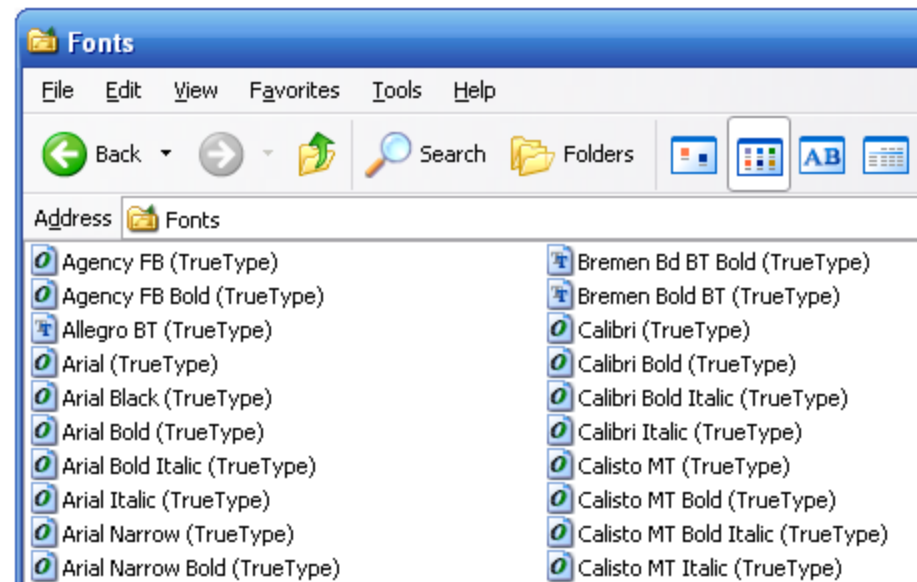 Fonts
File Edit View Favorites Tools Help
Back Search Folders AB
Address Fonts
Agency FB (TrueType)
Agency FB Bold (TrueType)
Allegro BT (TrueType)
Arial (TrueType)
Arial Black (TrueType)
Arial Bold (TrueType)
Arial Bold Italic (TrueType)
Arial Italic (TrueType)
Arial Narrow (TrueType)
Arial Narrow Bold (TrueType)
Bremen Bd BT Bold (TrueType)
Bremen Bold BT (TrueType)
Calibri (TrueType)
Calibri Bold (TrueType)
Calibri Bold Italic (TrueType)
Calibri Italic (TrueType)
Calisto MT (TrueType)
Calisto MT Bold (TrueType)
Calisto MT Bold Italic (TrueType)
Calisto MT Italic (TrueType)